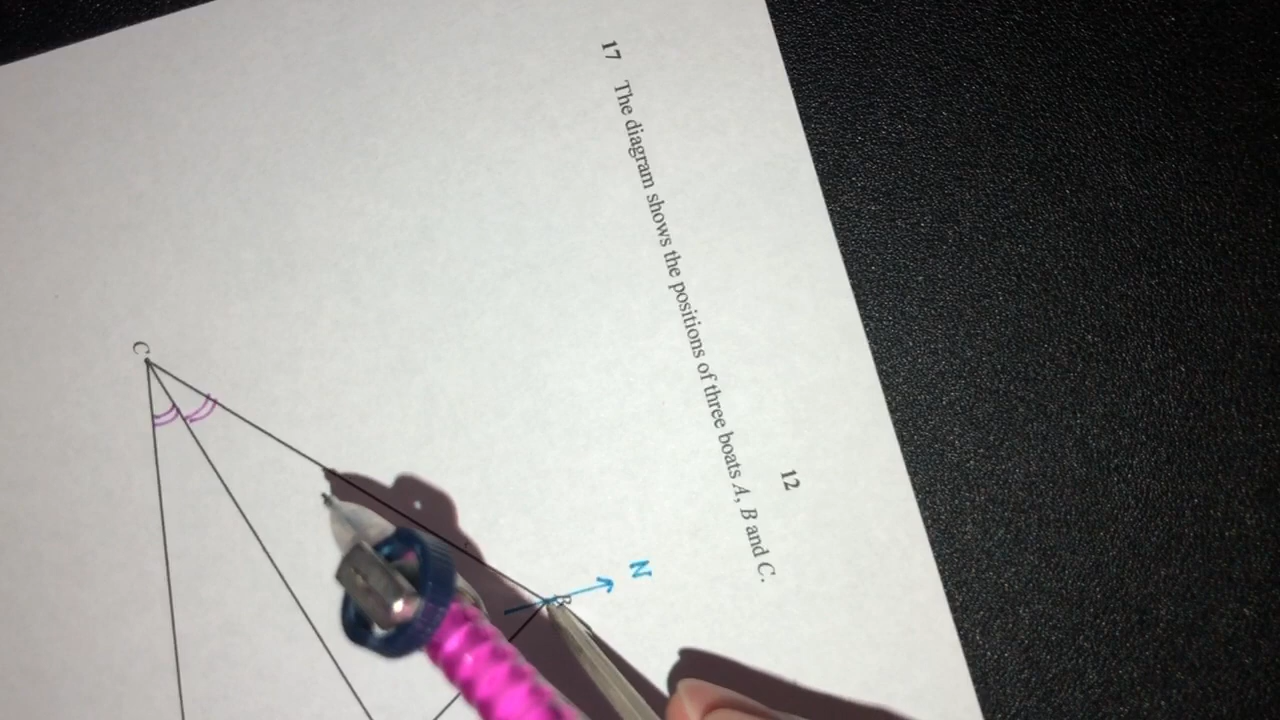 12
17 The diagram shows the positions of three boats A, B and C.
N
B
C